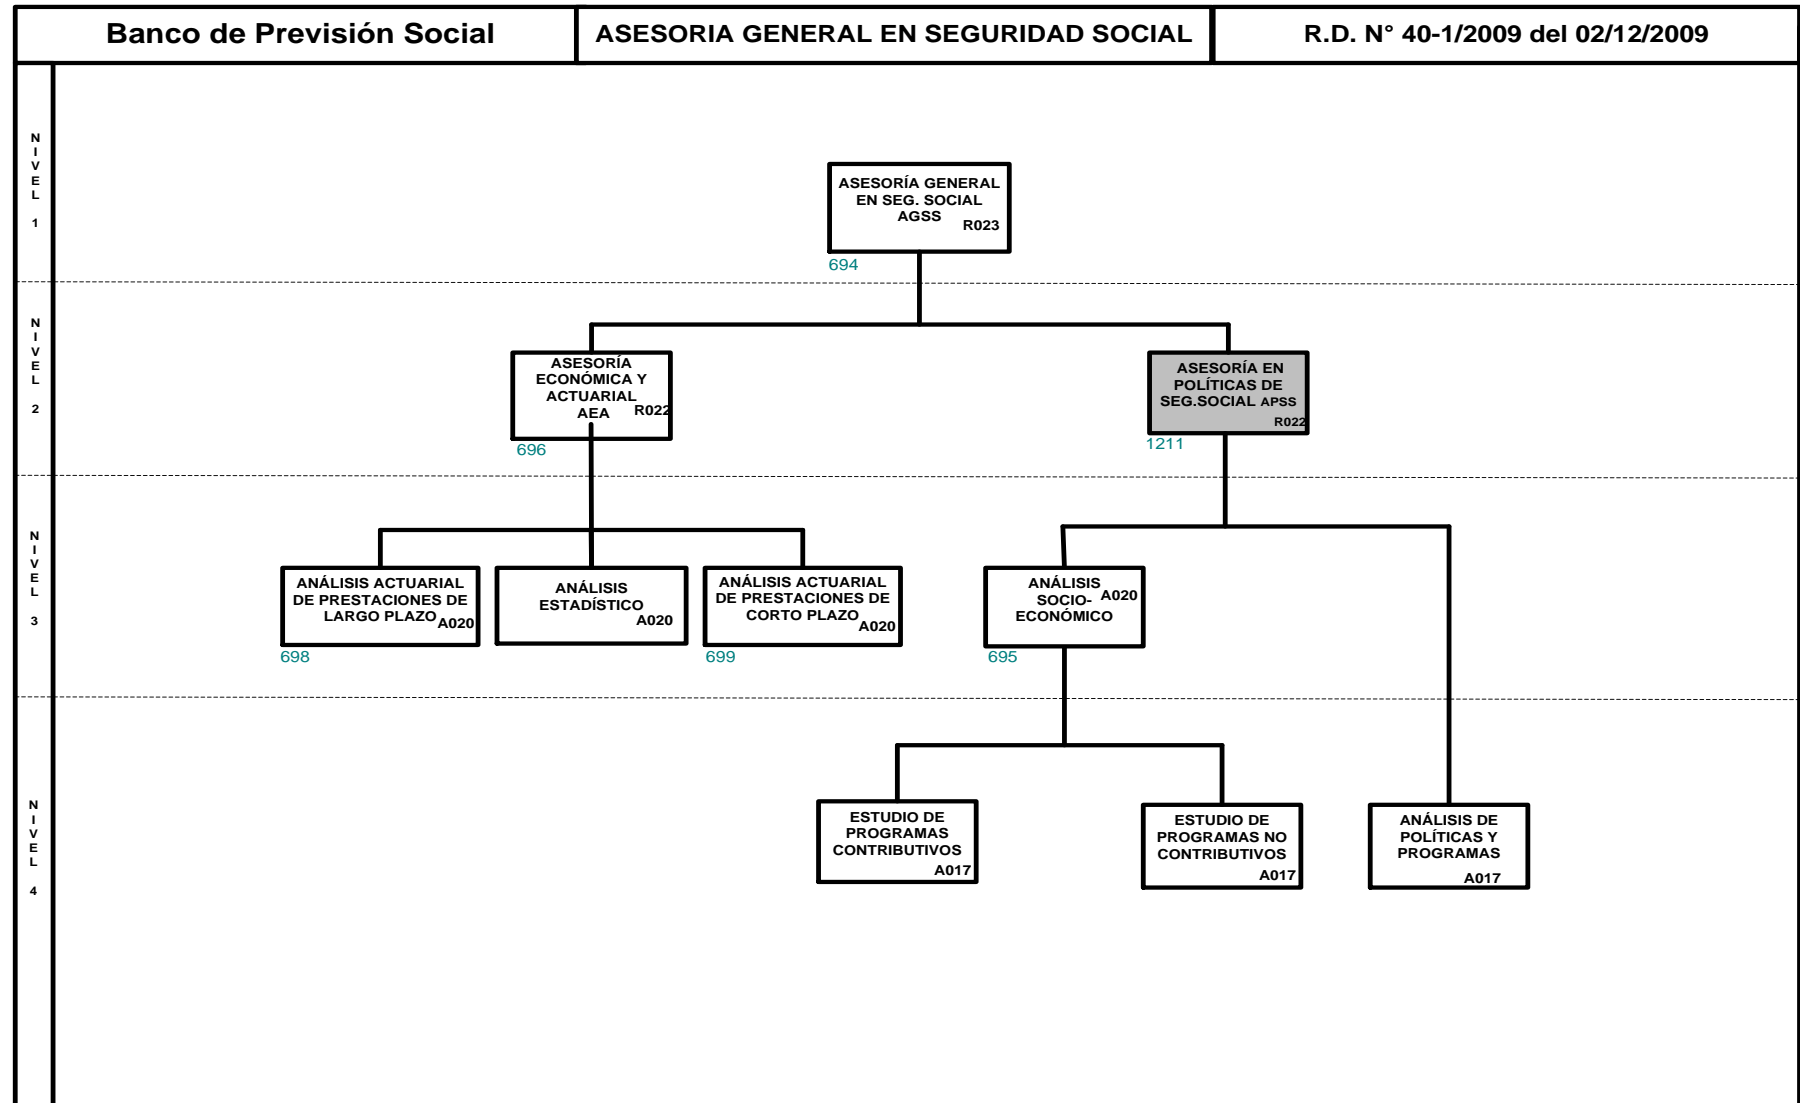 Banco de Previsión Social
ASESORIA GENERAL EN SEGURIDAD SOCIAL
R.D. N° 40-1/2009 del 02/12/2009
NIVEL 1
ASESORÍA GENERAL
EN SEG. SOCIAL
AGSS
R023
694
NIVEL 2
ASESORÍA
ECONÓMICA Y
ACTUARIAL
AEA R022
696
ASESORÍA EN
POLÍTICAS DE
SEG.SOCIAL APSS
R022
1211
NIVEL 3
ANÁLISIS ACTUARIAL
DE PRESTACIONES DE
LARGO PLAZO A020
698
ANÁLISIS
ESTADÍSTICO
A020
ANÁLISIS ACTUARIAL
DE PRESTACIONES DE
CORTO PLAZO A020
699
ANÁLISIS
SOCIO- A020
ECONÓMICO
695
NIVEL 4
ESTUDIO DE
PROGRAMAS
CONTRIBUTIVOS
A017
ESTUDIO DE
PROGRAMAS NO
CONTRIBUTIVOS
A017
ANÁLISIS DE
POLÍTICAS Y
PROGRAMAS
A017